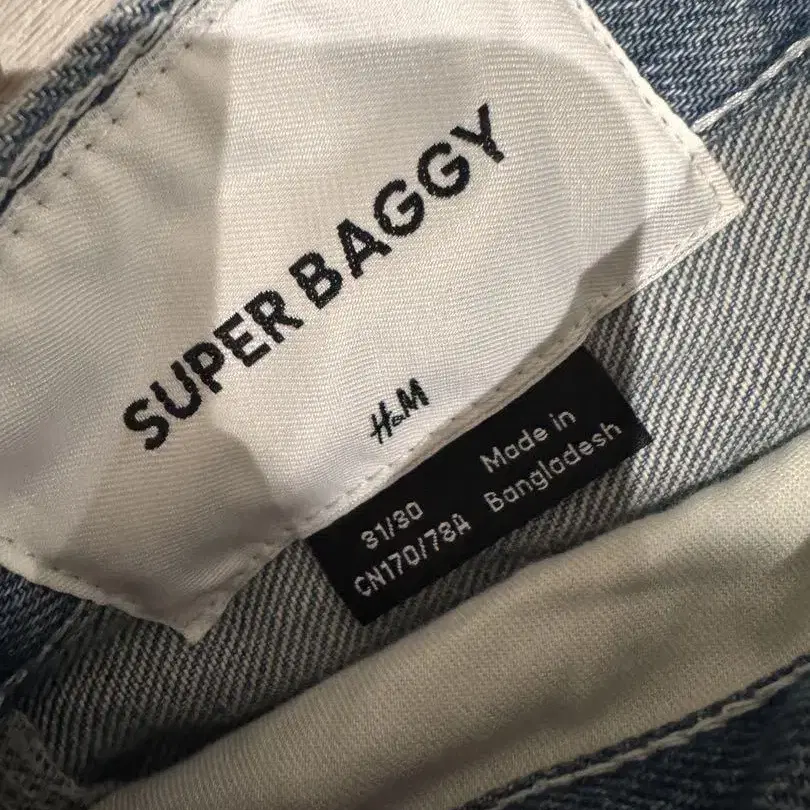 SUPER BAGGY
H&M
31/30
CN170/78A
Made in
Bangladesh